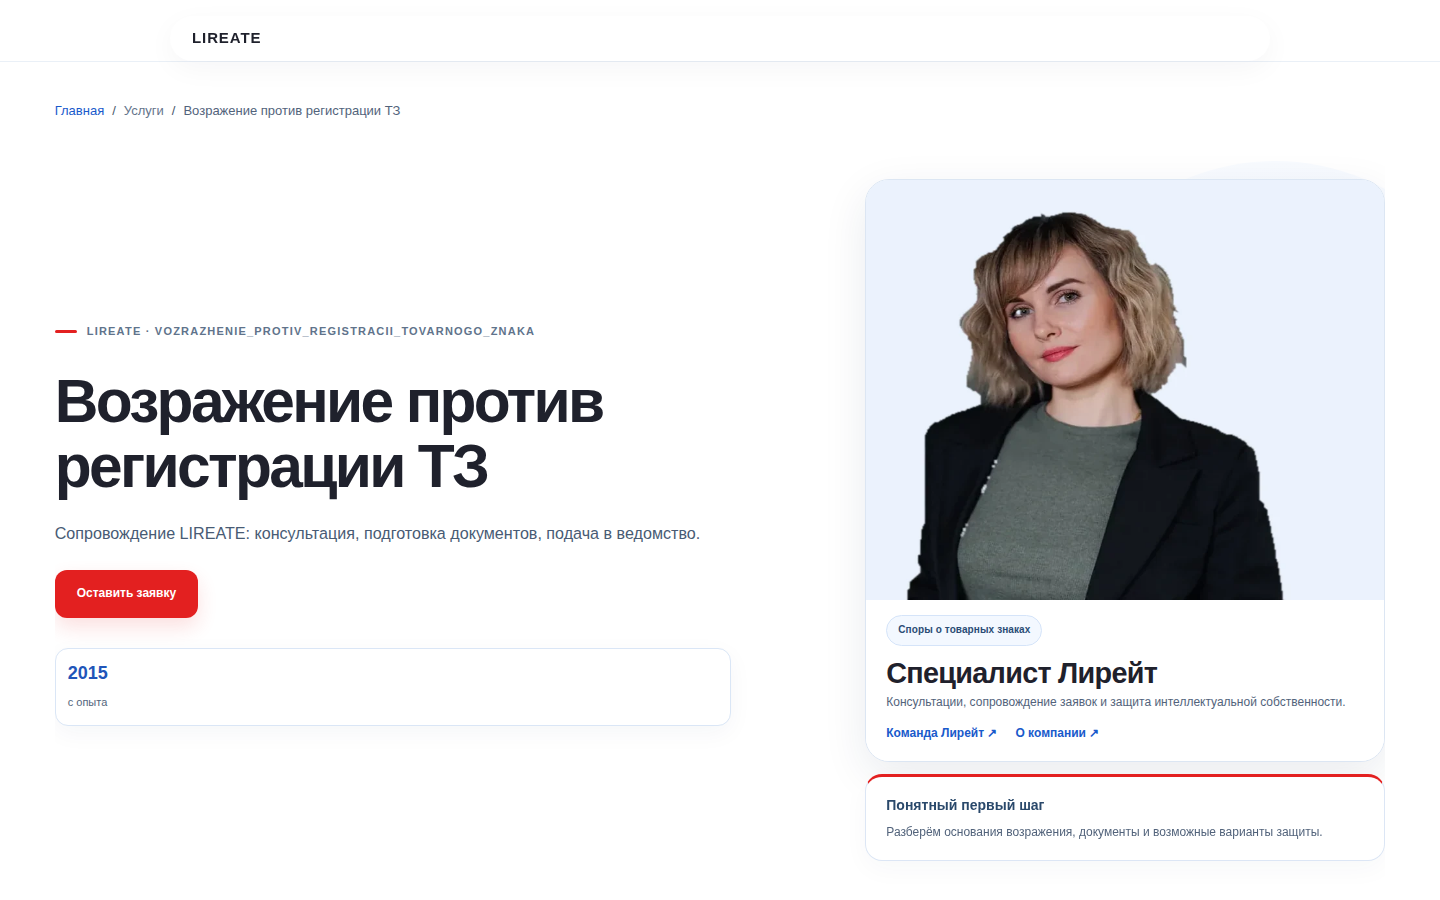 LIREATE
Главная / Услуги / Возражение против регистрации ТЗ
LIREATE · VOZRAZHENIE_PROTIV_REGISTRACII_TOVARNOGO_ZNAKA
Возражение против
регистрации ТЗ
Сопровождение LIREATE: консультация, подготовка документов, подача в ведомство.
Оставить заявку
2015
с опыта
Споры о товарных знаках
Специалист Лирейт
Консультации, сопровождение заявок и защита интеллектуальной собственности.
Команда Лирейт ↗ О компании ↗
Понятный первый шаг
Разберём основания возражения, документы и возможные варианты защиты.